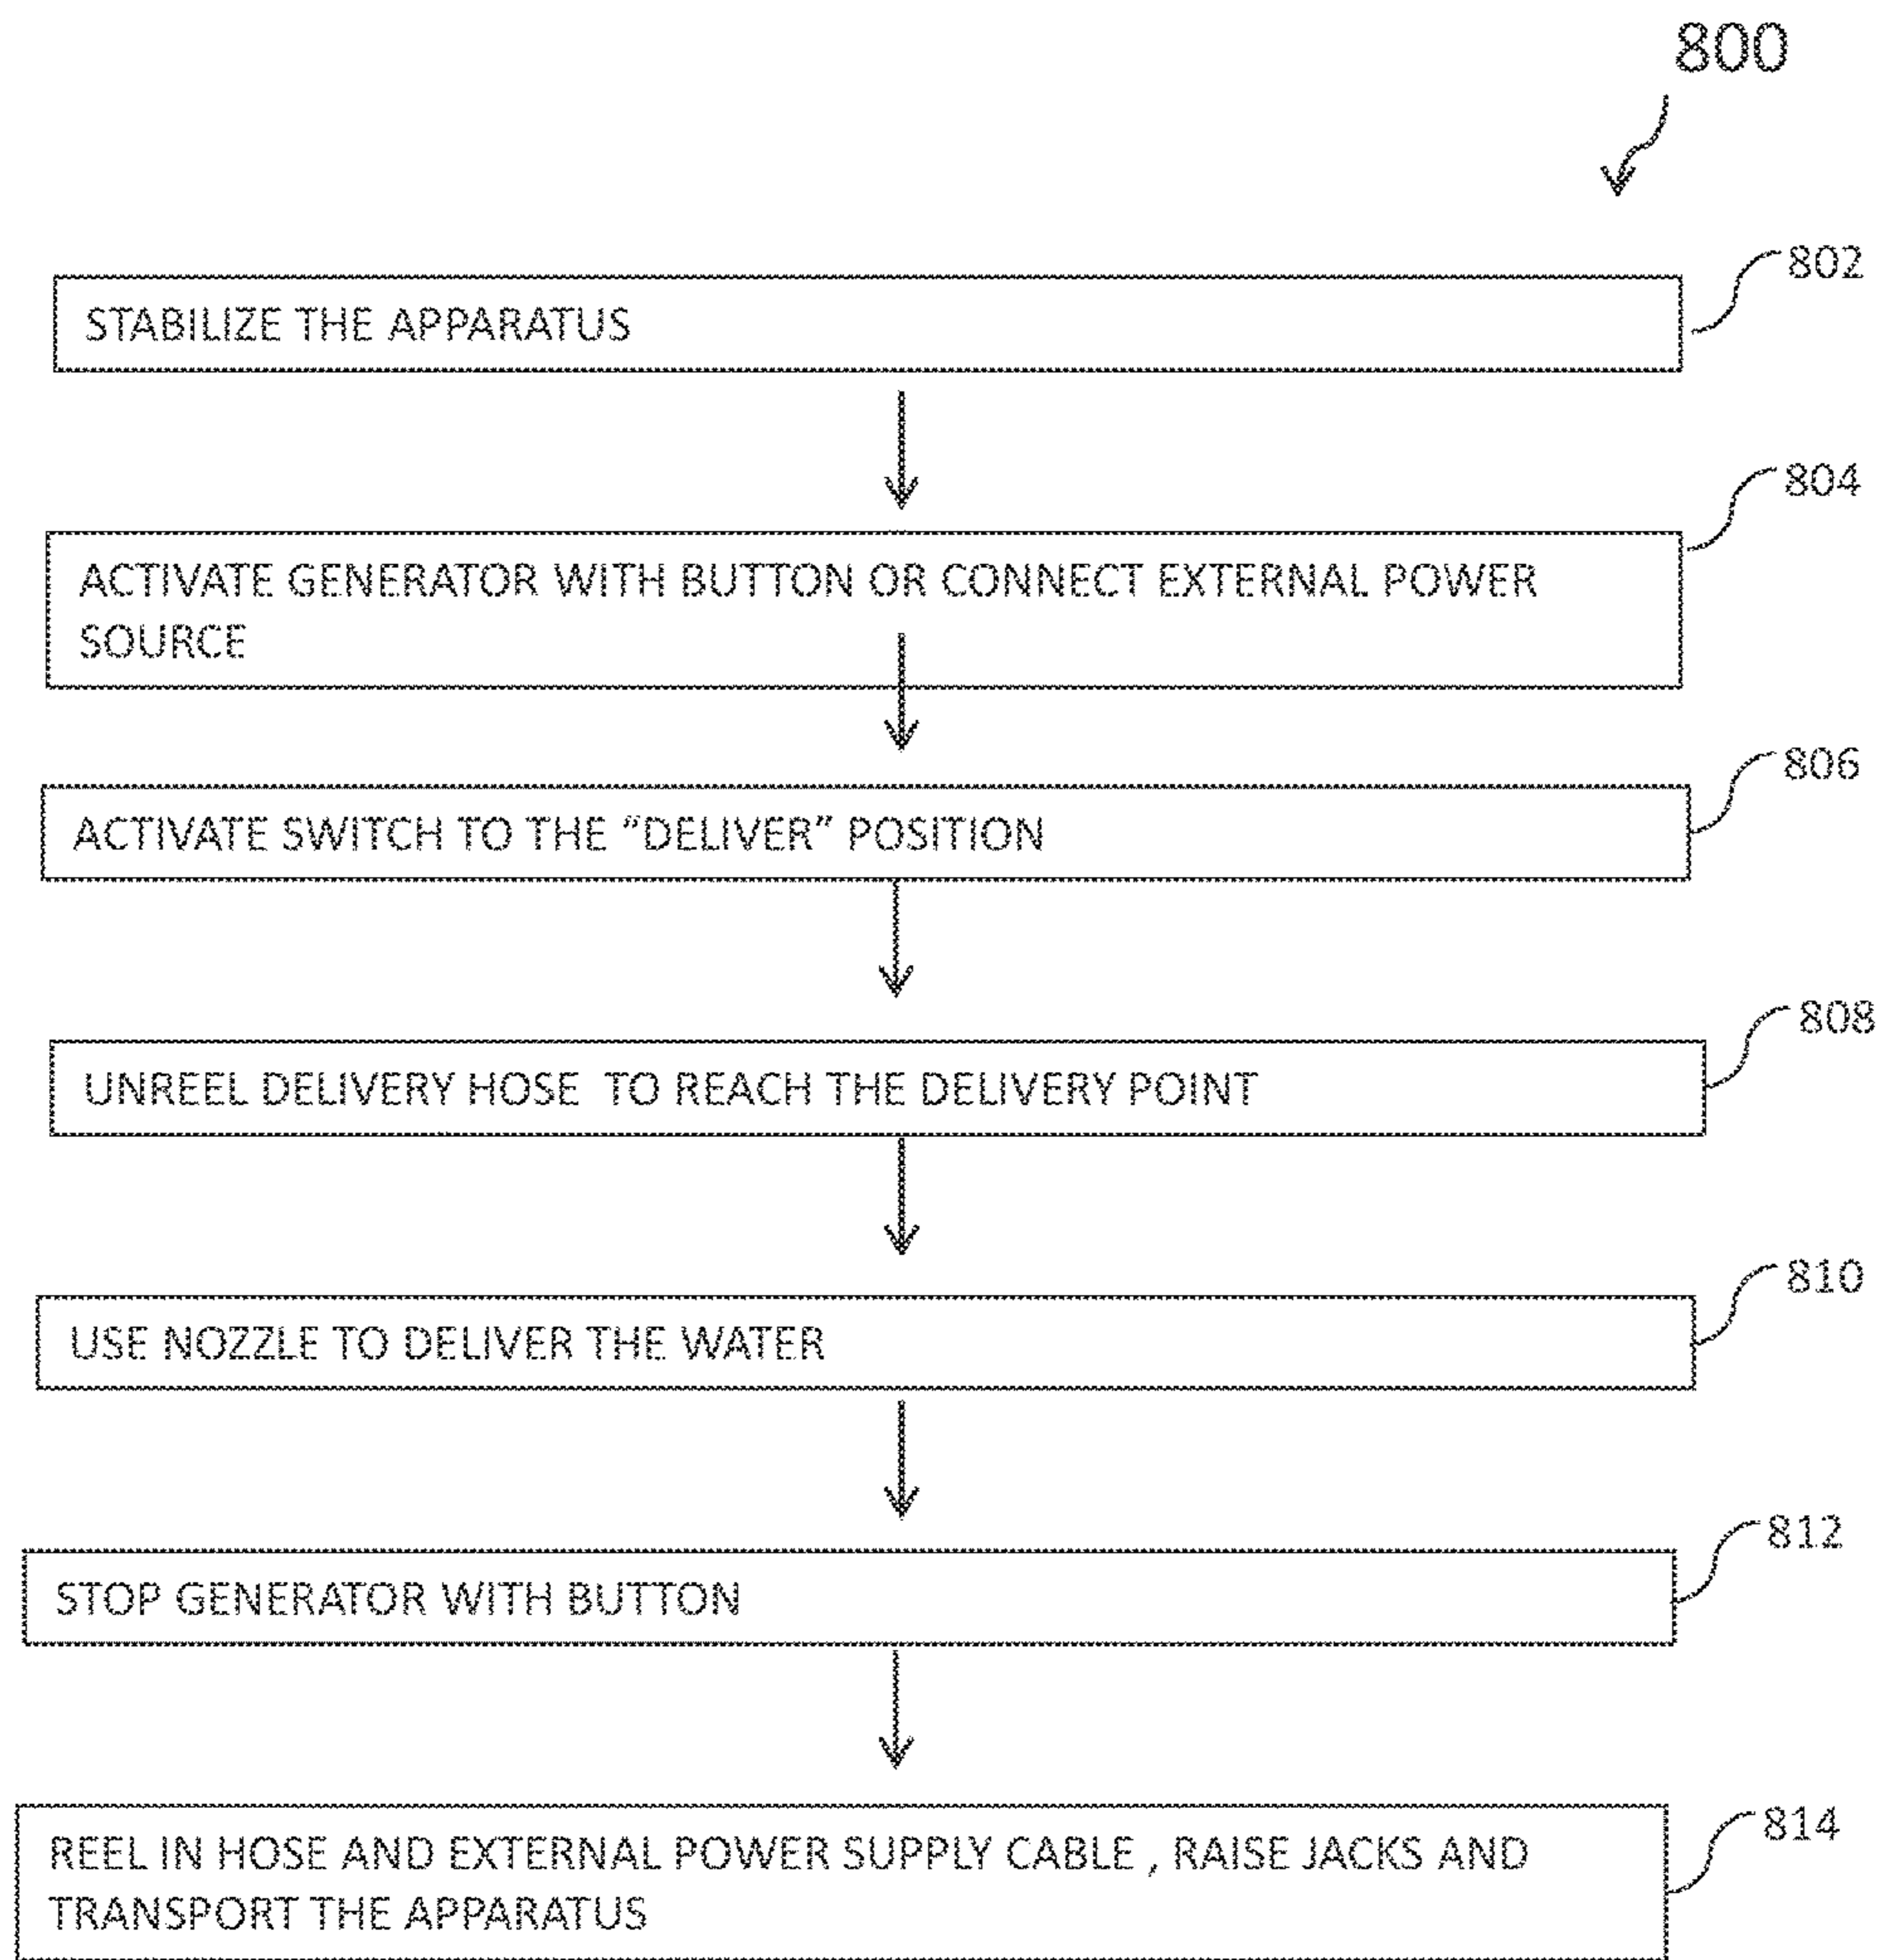 800
802
STABILIZE THE APPARATUS
804
ACTIVATE GENERATOR WITH BUTTON OR CONNECT EXTERNAL POWER
SOURCE
806
ACTIVATE SWITCH TO THE “DELIVER” POSITION
808
UNREEL DELIVERY HOSE TO REACH THE DELIVERY POINT
810
USE NOZZLE TO DELIVER THE WATER
812
STOP GENERATOR WITH BUTTON
814
REEL IN HOSE AND EXTERNAL POWER SUPPLY CABLE , RAISE JACKS AND
TRANSPORT THE APPARATUS